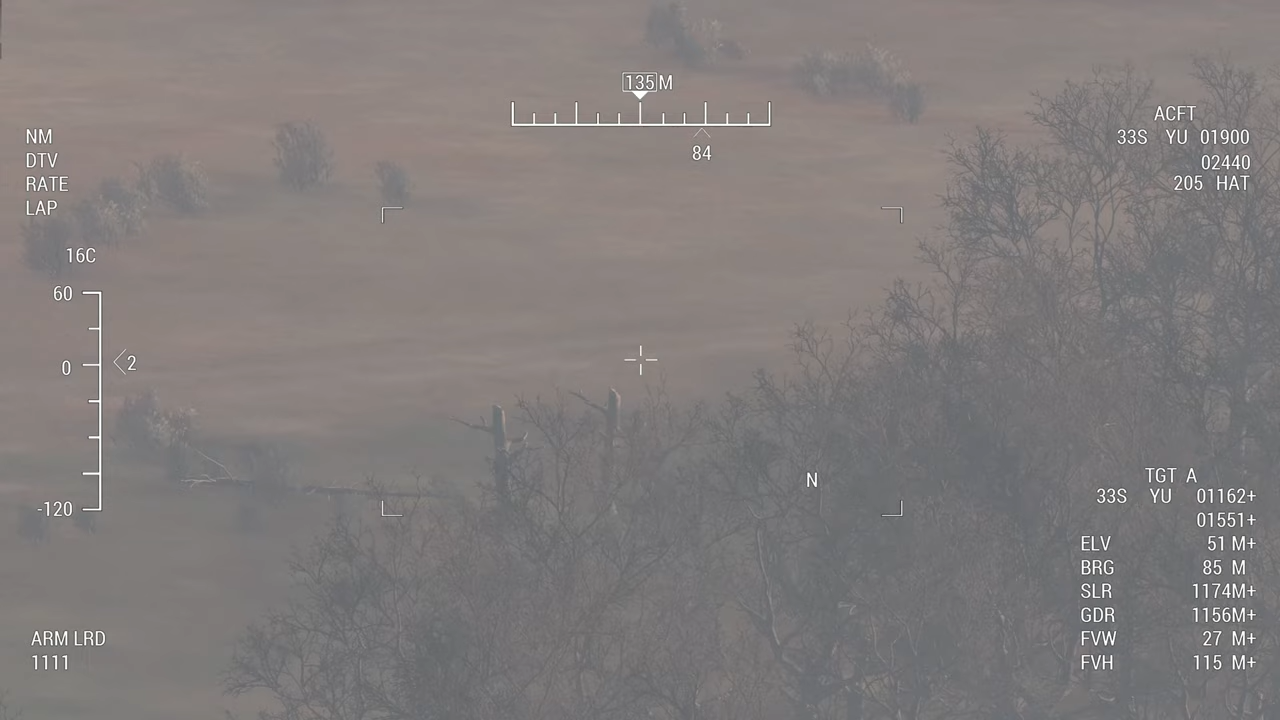 135 M
84
NM
DTV
RATE
LAP
16C
60
0
2
-120
ARM LRD
1111
ACFT
33S YU 01900
02440
205 HAT
N
TGT A
33S YU 01162+
01551+
ELV 51 M+
BRG 85 M
SLR 1174M+
GDR 1156M+
FVW 27 M+
FVH 115 M+